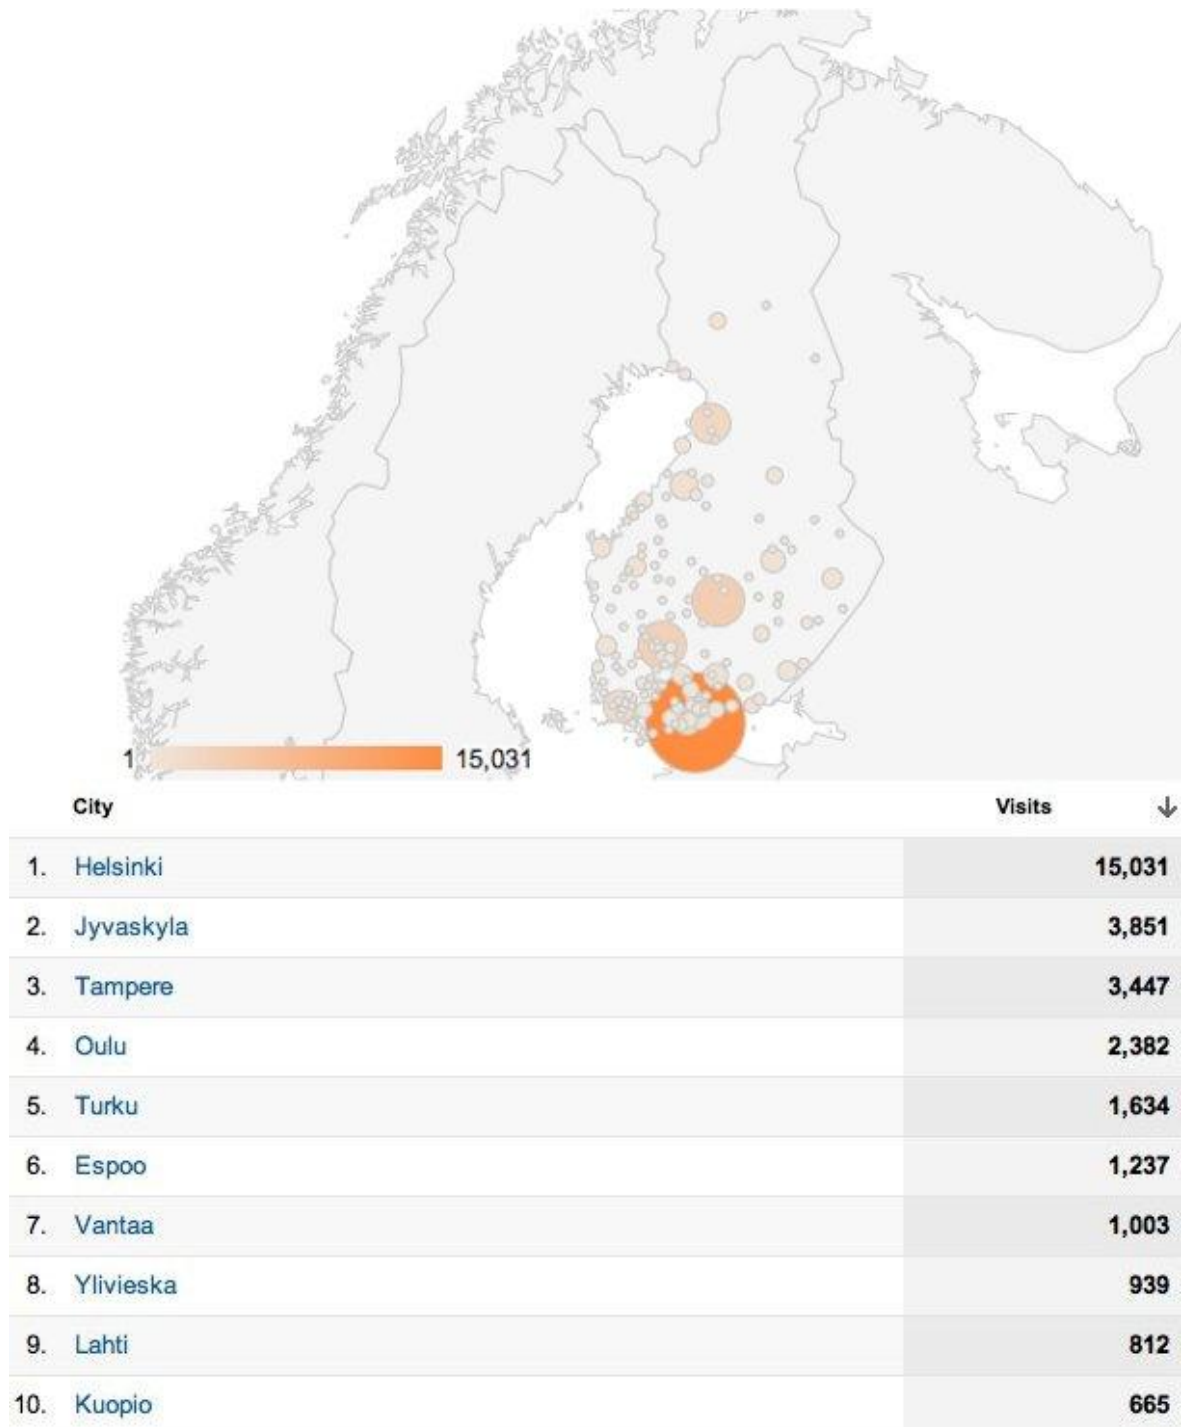 1 15,031
City Visits
1. Helsinki 15,031
2. Jyvaskyla 3,851
3. Tampere 3,447
4. Oulu 2,382
5. Turku 1,634
6. Espoo 1,237
7. Vantaa 1,003
8. Ylivieska 939
9. Lahti 812
10. Kuopio 665